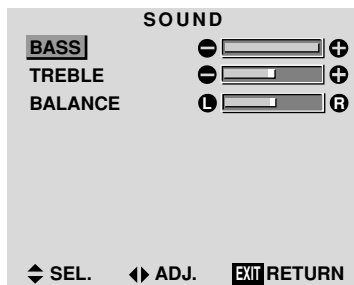 SOUND
BASS
TREBLE
BALANCE L R
SEL. ADJ. EXIT RETURN